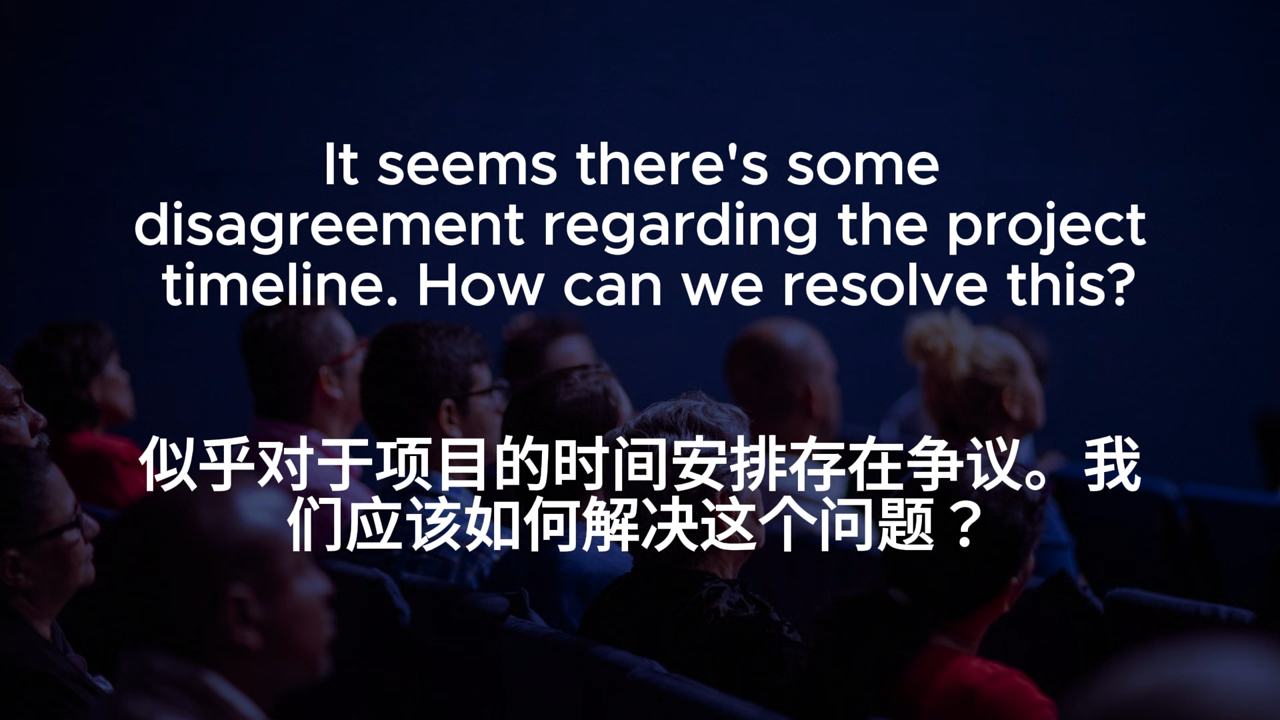 It seems there's some
disagreement regarding the project
timeline. How can we resolve this?
似乎对于项目的时间安排存在争议。我
们应该如何解决这个问题？